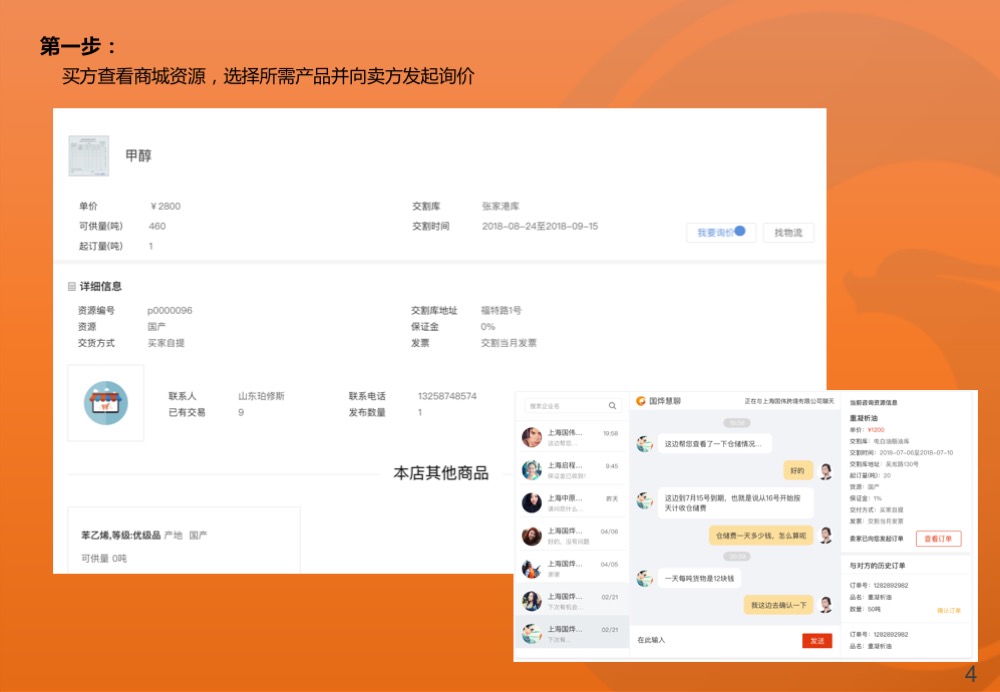 第一步：
买方查看商城资源，选择所需产品并向卖方发起询价
甲醇
单价 ￥2800 交割库 张家港库
可供量(吨) 460 交割时间 2018-08-24至2018-09-15
起订量(吨) 1
我要询价 找物流
详细信息
资源编号 p0000096 交割库地址 福特路1号
资源 国产 保证金 0%
交货方式 买家自提 发票 交割当月发票
联系人 山东珀修斯 联系电话 13258748574
已有交易 9 发布数量 1
本店其他商品
苯乙烯,等级:优级品 产地 国产
可供量 0吨
搜索企业名
上海国伟... 19:58
这边帮您...
上海启程... 9:45
保证金已收到!
上海中原... 昨天
请问您什么...
上海国烨... 04/06
好的, 没有问题
上海国烨... 04/05
谢谢
上海国烨... 02/21
下次有机会...
上海国烨... 02/21
下次有...
国烨慧聊 正在与上海国伟跨境有限公司聊天
这边帮您查看了一下仓储情况...
好的
这边到7月15号到期，也就是说从16号开始按
天计收仓储费
仓储费一天多少钱，怎么算呢
一天每吨货物是12块钱
我这边去确认一下
在此输入 发送
当前咨询资源信息
重凝析油
单价: ￥1200
交割库: 电白油脂油库
交割时间: 2018-07-06至2018-07-10
交割库地址:
起订量(吨): 20
资源: 国产
保证金: 1%
交付方式: 买家自提
发票: 交割当月发票
卖家已向您发起订单 查看订单
与对方的历史订单
订单号: 1282892982
品名: 重凝析油
数量: 50吨 确认订单
订单号: 1282892982
品名: 重凝析油
4